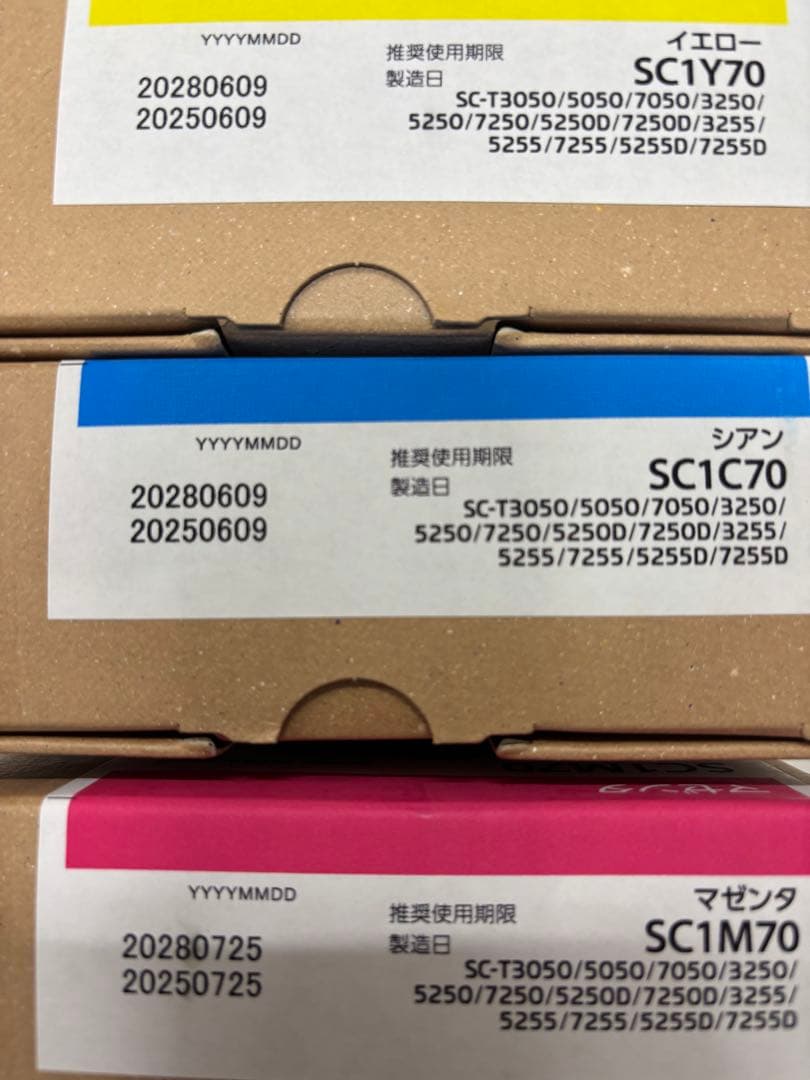 YYYYMMDD 推奨使用期限 イエロー
20280609 製造日 SC1Y70
20250609 SC-T3050/5050/7050/3250/
5250/7250/5250D/7250D/3255/
5255/7255/5255D/7255D
YYYYMMDD 推奨使用期限 シアン
20280609 製造日 SC1C70
20250609 SC-T3050/5050/7050/3250/
5250/7250/5250D/7250D/3255/
5255/7255/5255D/7255D
マゼンタ
YYYYMMDD 推奨使用期限 マゼンタ
20280725 製造日 SC1M70
20250725 SC-T3050/5050/7050/3250/
5250/7250/5250D/7250D/3255/
5255/7255/5255D/7255D